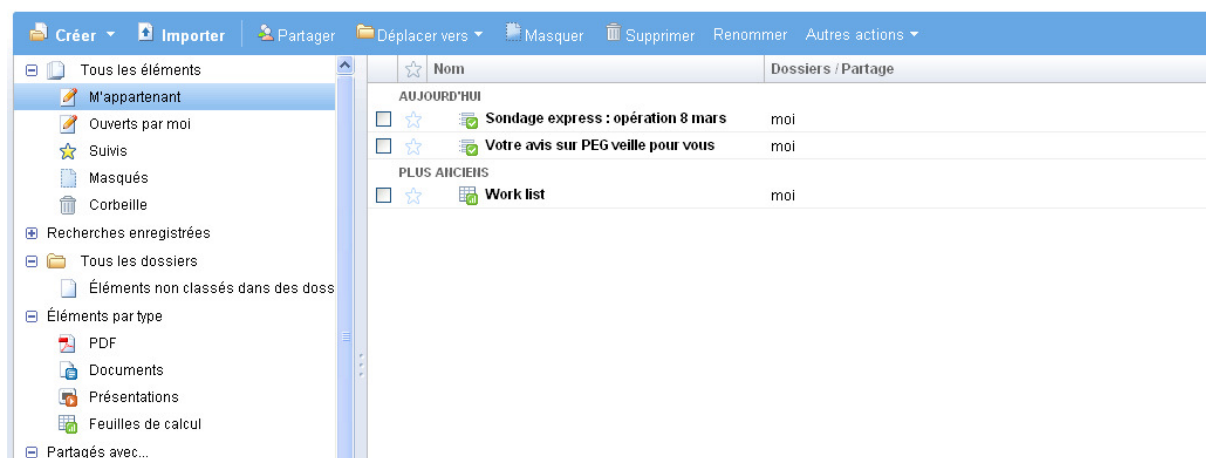 Créer Importer Partager Déplacer vers Masquer Supprimer Renommer Autres actions
Tous les éléments
M'appartenant
Ouverts par moi
Suivis
Masqués
Corbeille
Recherches enregistrées
Tous les dossiers
Éléments non classés dans des doss
Éléments par type
PDF
Documents
Présentations
Feuilles de calcul
Partagés avec...
Nom Dossiers / Partage
AUJOURD'HUI
Sondage express : opération 8 mars moi
Votre avis sur PEG veille pour vous moi
PLUS ANCIENS
Work list moi